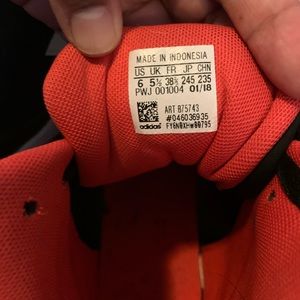 MADE IN INDONESIA
US UK FR JP CHN
6 5½ 38⅔ 245 235
PWJ 001004 01/18
ART B75743
#046036935
adidas